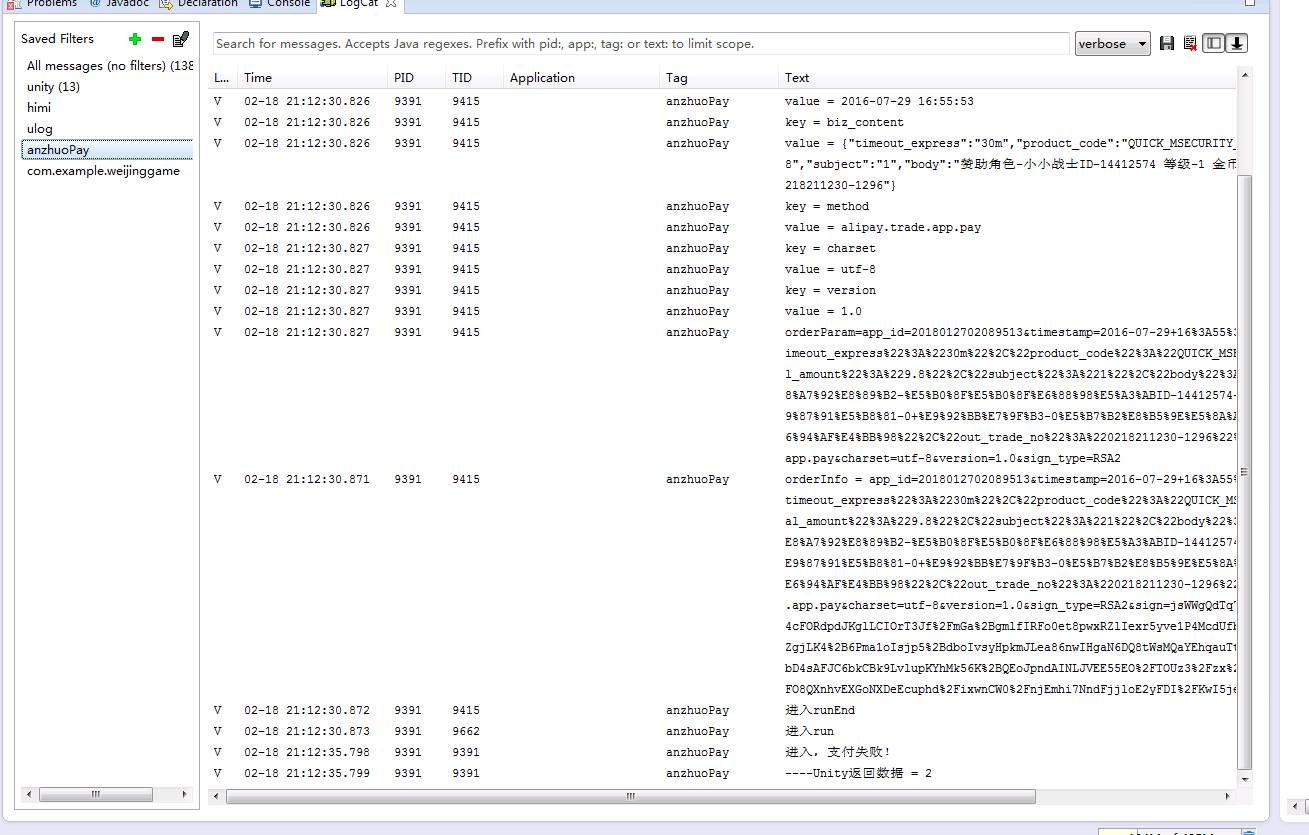 Problems @ Javadoc Declaration Console LogCat
Saved Filters
All messages (no filters) (138
unity (13)
himi
ulog
anzhuoPay
com.example.weijinggame
Search for messages. Accepts Java regexes. Prefix with pid:, app:, tag: or text: to limit scope. verbose
L... Time PID TID Application Tag Text
V 02-18 21:12:30.826 9391 9415 anzhuoPay value = 2016-07-29 16:55:53
V 02-18 21:12:30.826 9391 9415 anzhuoPay key = biz_content
V 02-18 21:12:30.826 9391 9415 anzhuoPay value = {"timeout_express":"30m","product_code":"QUICK_MSECURITY_
8","subject":"1","body":"赞助角色-小小战士ID-14412574 等级-1 金币
218211230-1296"}
V 02-18 21:12:30.826 9391 9415 anzhuoPay key = method
V 02-18 21:12:30.826 9391 9415 anzhuoPay value = alipay.trade.app.pay
V 02-18 21:12:30.827 9391 9415 anzhuoPay key = charset
V 02-18 21:12:30.827 9391 9415 anzhuoPay value = utf-8
V 02-18 21:12:30.827 9391 9415 anzhuoPay key = version
V 02-18 21:12:30.827 9391 9415 anzhuoPay value = 1.0
V 02-18 21:12:30.827 9391 9415 anzhuoPay orderParam=app_id=2018012702089513&timestamp=2016-07-29+16%3A55%3
imeout_express%22%3A%2230m%22%2C%22product_code%22%3A%22QUICK_MSE
l_amount%22%3A%229.8%22%2C%22subject%22%3A%221%22%2C%22body%22%3A
8%A7%92%E8%89%B2-%E5%B0%8F%E5%B0%8F%E6%88%98%E5%A3%ABID-14412574-
9%87%91%E5%B8%81-0+%E9%92%BB%E7%9F%B3-0%E5%B7%B2%E8%B5%9E%E5%8A%A
6%94%AF%E4%BB%98%22%2C%22out_trade_no%22%3A%220218211230-1296%22%
app.pay&charset=utf-8&version=1.0&sign_type=RSA2
V 02-18 21:12:30.871 9391 9415 anzhuoPay orderInfo = app_id=2018012702089513&timestamp=2016-07-29+16%3A55%
timeout_express%22%3A%2230m%22%2C%22product_code%22%3A%22QUICK_MS
al_amount%22%3A%229.8%22%2C%22subject%22%3A%221%22%2C%22body%22%3
E8%A7%92%E8%89%B2-%E5%B0%8F%E5%B0%8F%E6%88%98%E5%A3%ABID-14412574
E9%87%91%E5%B8%81-0+%E9%92%BB%E7%9F%B3-0%E5%B7%B2%E8%B5%9E%E5%8A%
E6%94%AF%E4%BB%98%22%2C%22out_trade_no%22%3A%220218211230-1296%22
.app.pay&charset=utf-8&version=1.0&sign_type=RSA2&sign=jsWWgQdTq
4cFORdpdJKglLCIOrT3Jf%2FmGa%2BgmlfIRFo0et8pwxRZlIexr5yve1P4McdUfb
ZgjLK4%2B6Pma1oIsjp5%2BdboIvsyHpkmJLea86nwIHgaN6DQ8tWsMQaYEhqauTt
bD4sAFJC6bkCBk9LvlupKYhMk56K%2BQEoJpndAINLJVEE55EO%2FTOUz3%2Fzx%2
FO8QXnhvEXGoNXDeEcuphd%2FixwnCW0%2FnjEmhi7NndFjjloE2yFDI%2FKwI5je
V 02-18 21:12:30.872 9391 9415 anzhuoPay 进入runEnd
V 02-18 21:12:30.873 9391 9662 anzhuoPay 进入run
V 02-18 21:12:35.798 9391 9391 anzhuoPay 进入, 支付失败!
V 02-18 21:12:35.799 9391 9391 anzhuoPay ----Unity返回数据 = 2